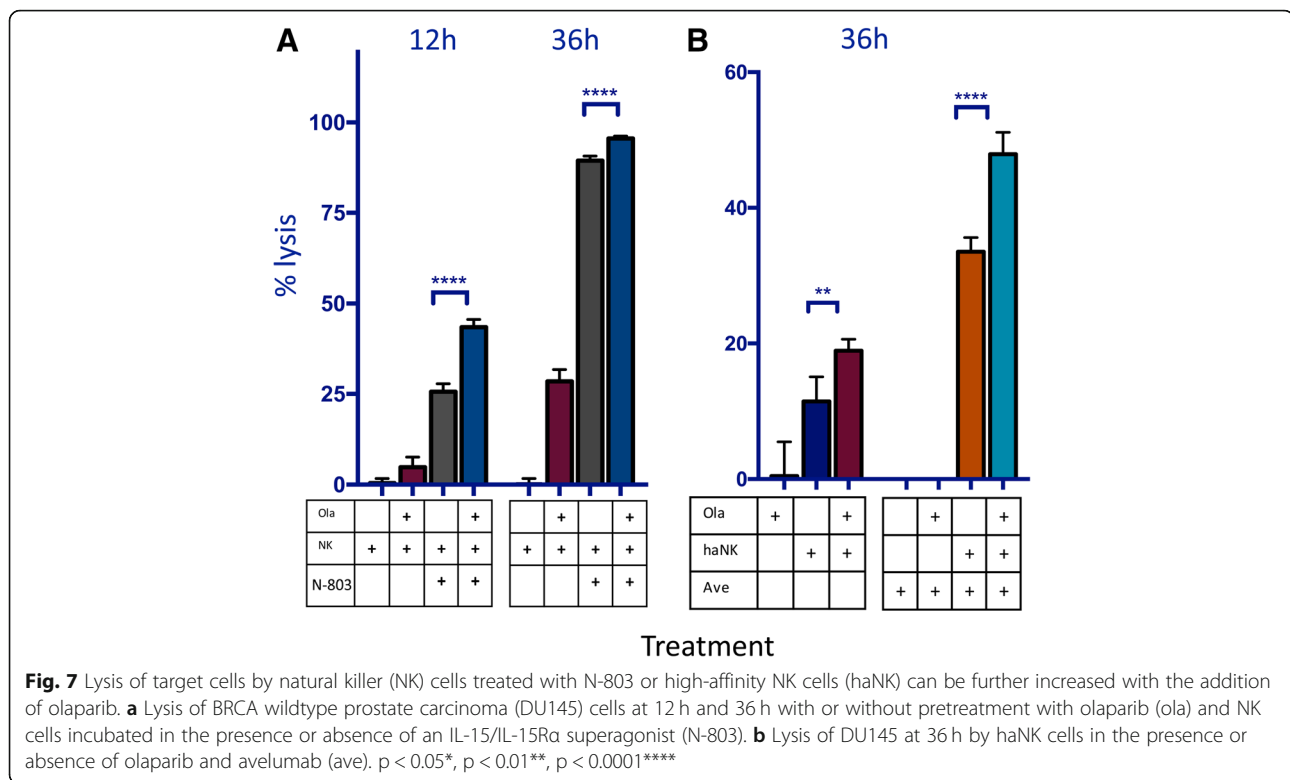 A
12h
36h
% lysis
100
75
50
25
0
****
****
Ola + + + +
NK + + + + + + + +
N-803 + + + +
B
36h
60
40
20
0
**
****
Ola + + + +
haNK + + + +
Ave + + + +
Treatment
Fig. 7 Lysis of target cells by natural killer (NK) cells treated with N-803 or high-affinity NK cells (haNK) can be further increased with the addition
of olaparib. a Lysis of BRCA wildtype prostate carcinoma (DU145) cells at 12 h and 36 h with or without pretreatment with olaparib (ola) and NK
cells incubated in the presence or absence of an IL-15/IL-15Rα superagonist (N-803). b Lysis of DU145 at 36 h by haNK cells in the presence or
absence of olaparib and avelumab (ave). p < 0.05*, p < 0.01**, p < 0.0001****